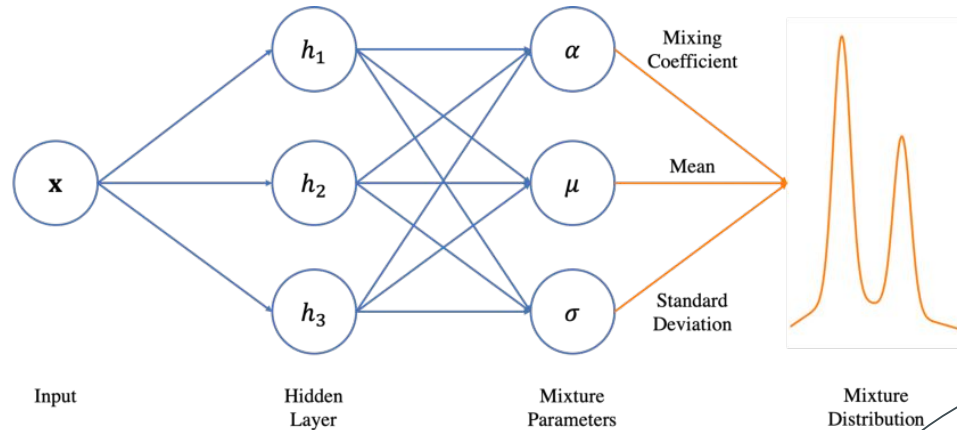 x
h₁
h₂
h₃
α
μ
σ
Mixing
Coefficient
Mean
Standard
Deviation
Input
Hidden
Layer
Mixture
Parameters
Mixture
Distribution